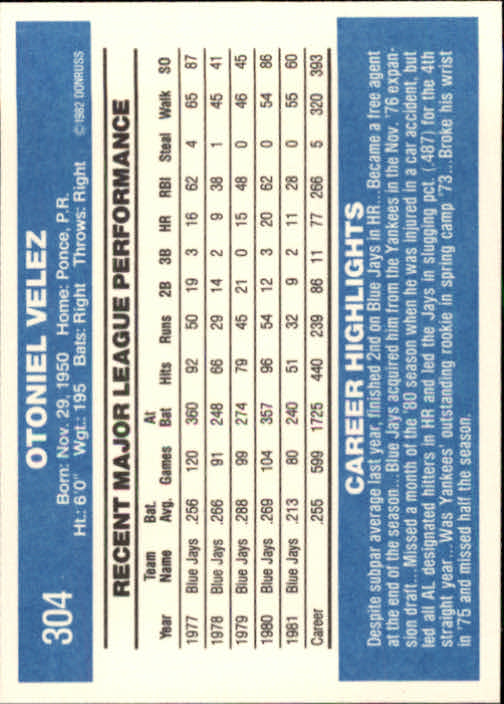 304
OTONIEL VELEZ
Born: Nov. 29, 1950 Home: Ponce, P.R.
Ht.: 6'0" Wgt.: 195 Bats: Right Throws: Right
©1982 DONRUSS
RECENT MAJOR LEAGUE PERFORMANCE
Year Team Name Bat. Avg. Games At Bat Hits Runs 2B 3B HR RBI Steal Walk SO
1977 Blue Jays .256 120 360 92 50 19 3 16 62 4 65 87
1978 Blue Jays .266 91 248 66 29 14 2 9 38 1 45 41
1979 Blue Jays .288 99 274 79 45 21 0 15 48 0 46 45
1980 Blue Jays .269 104 357 96 54 12 3 20 62 0 54 86
1981 Blue Jays .213 80 240 51 32 9 2 11 28 0 55 60
Career .255 599 1725 440 239 86 11 77 266 5 320 393
CAREER HIGHLIGHTS
Despite subpar average last year, finished 2nd on Blue Jays in HR...Became a free agent
at the end of the season...Blue Jays acquired him from the Yankees in the Nov. '76 expan-
sion draft...Missed a month of the '80 season when he was injured in a car accident, but
led all AL designated hitters in HR and led the Jays in slugging pct. (.487) for the 4th
straight year...Was Yankees' outstanding rookie in spring camp '73...Broke his wrist
in '75 and missed half the season.